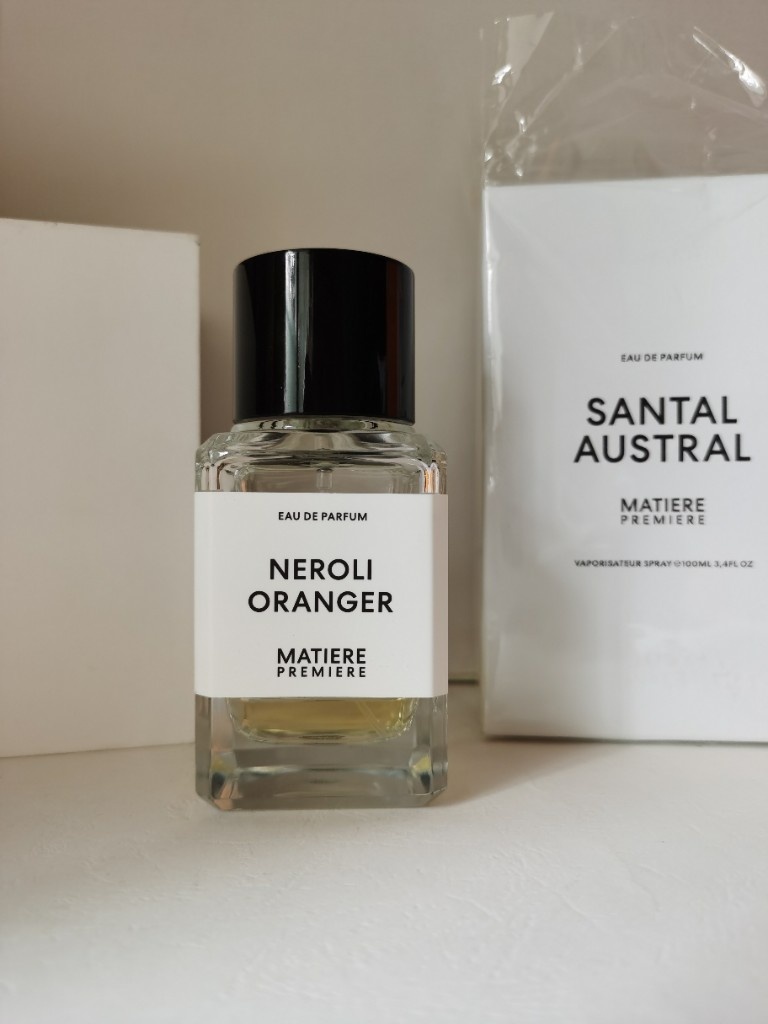 EAU DE PARFUM
NEROLI
ORANGER
MATIERE
PREMIERE
EAU DE PARFUM
SANTAL
AUSTRAL
MATIERE
PREMIERE
VAPORISATEUR SPRAY ℮100ML 3,4FL OZ